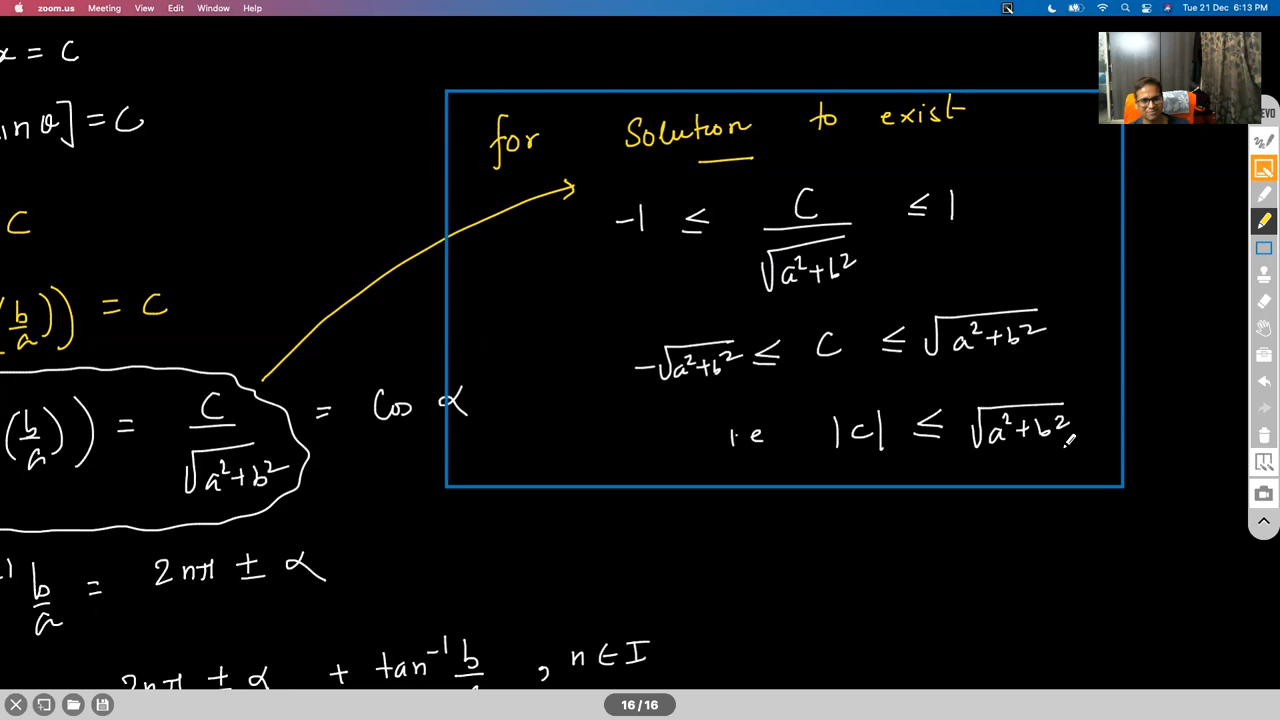 zoom.us Meeting View Edit Window Help Tue 21 Dec 6:13 PM
x = C
in θ] = C
C
(b/a)) = C
(b/a)) = C/√(a²+b²) = Cos α
-1 b/a = 2nπ ± α
2nπ ± α + tan⁻¹ b/a , n ∈ I
for Solution to exist
-1 ≤ C/√(a²+b²) ≤ 1
-√(a²+b²) ≤ C ≤ √(a²+b²)
i.e |c| ≤ √(a²+b²)
16 / 16